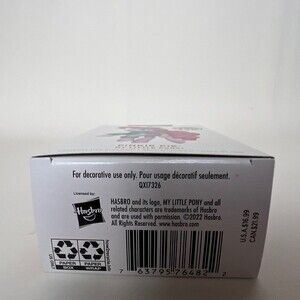 PINKIE PIE
For decorative use only. Pour usage décoratif seulement.
QXI7326
Licensed by:
Hasbro
HASBRO and its logo, MY LITTLE PONY and all
related characters are trademarks of Hasbro
and are used with permission. ©2022 Hasbro.
All Rights Reserved. www.hasbro.com
U.S.A $16.99
CAN $21.99
PAPER
BOX
PAPER
WRAP
7 63795 76482 2